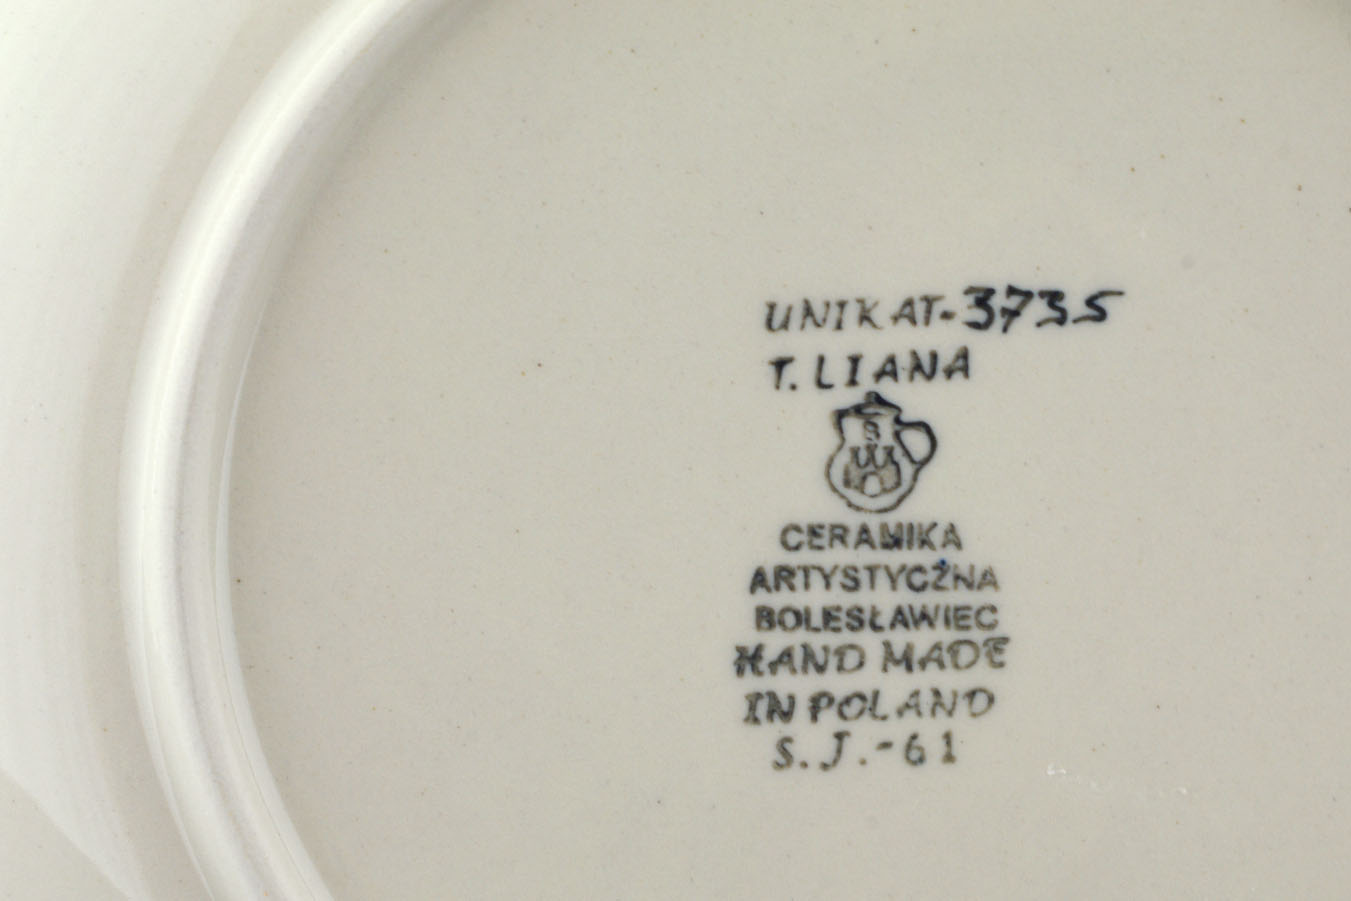 UNIKAT-3735
T. LIANA
S
CERAMIKA
ARTYSTYCZNA
BOLESŁAWIEC
HAND MADE
IN POLAND
S.J.-61